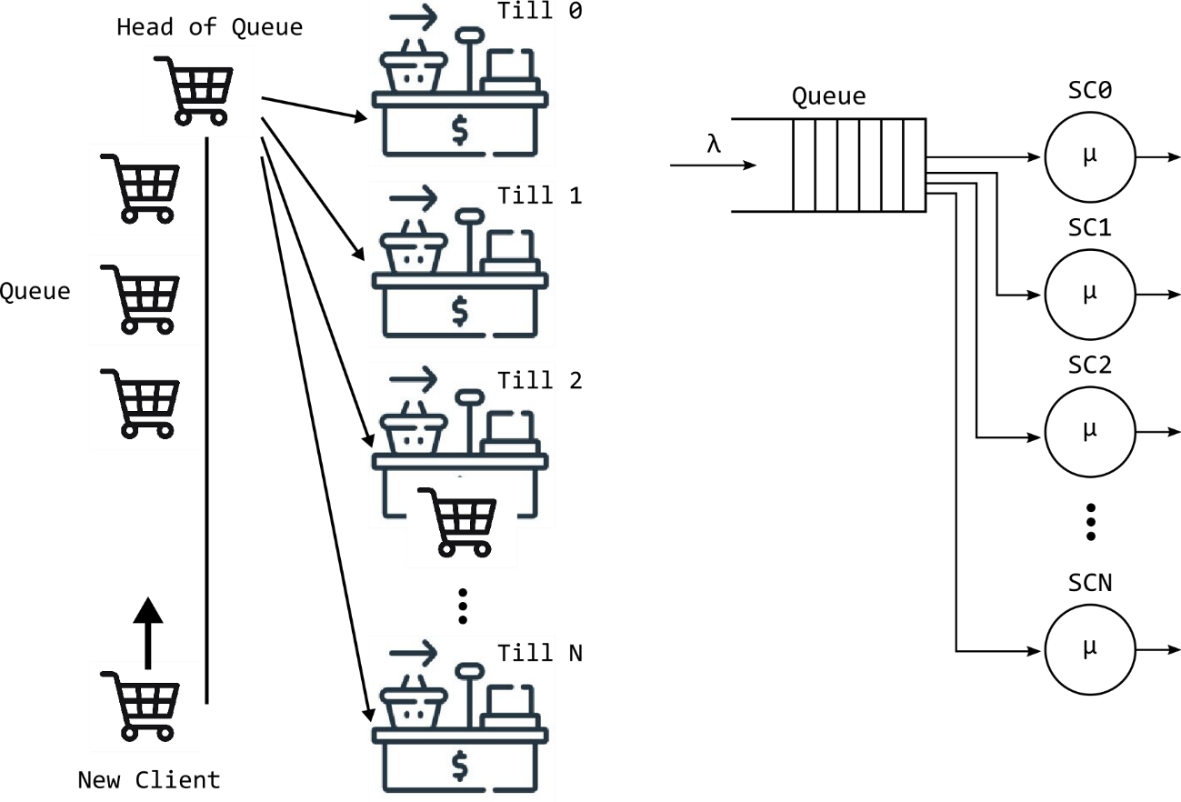 Head of Queue
Till 0
$
Till 1
$
Queue
Till 2
Till N
$
New Client
Queue
λ
SC0
μ
SC1
μ
SC2
μ
SCN
μ